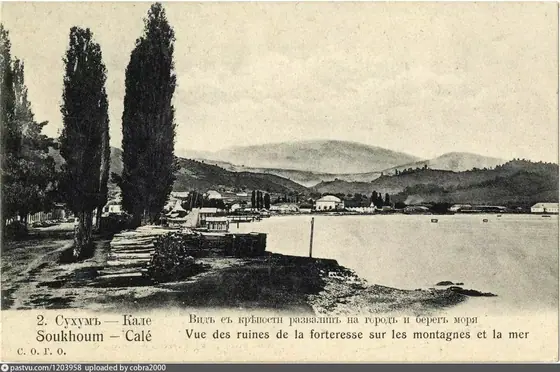 2. Сухумъ — Кале Видъ съ крѣпости развалинъ на городъ и берегъ моря
Soukhoum – Calé Vue des ruines de la forteresse sur les montagnes et la mer
С. О. Г. О.
pastvu.com/1203958 uploaded by cobra2000